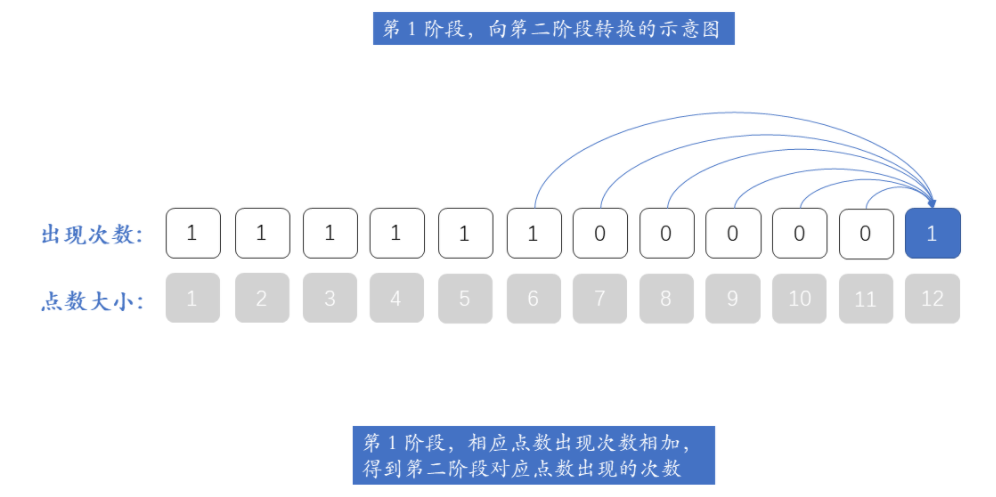 第1阶段，向第二阶段转换的示意图
出现次数： 1 1 1 1 1 1 0 0 0 0 0 1
点数大小： 1 2 3 4 5 6 7 8 9 10 11 12
第1阶段，相应点数出现次数相加，
得到第二阶段对应点数出现的次数